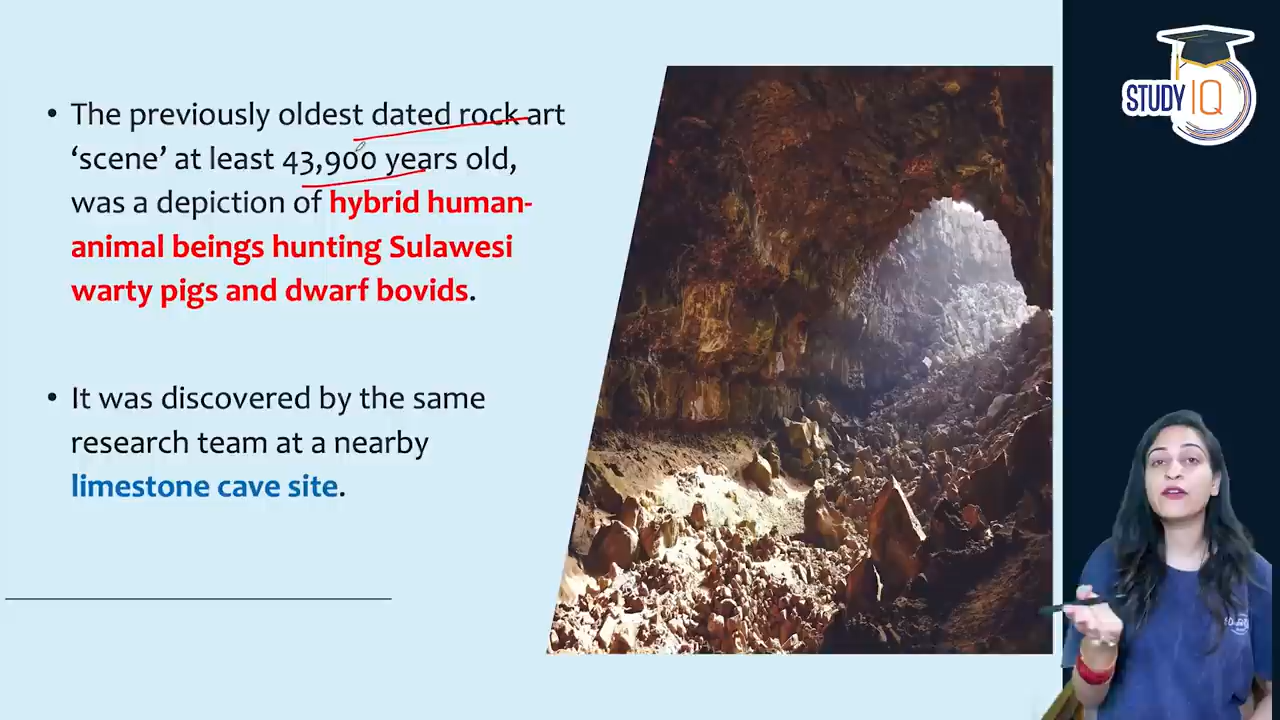 • The previously oldest dated rock art
‘scene’ at least 43,900 years old,
was a depiction of hybrid human-
animal beings hunting Sulawesi
warty pigs and dwarf bovids.
• It was discovered by the same
research team at a nearby
limestone cave site.
STUDY IQ